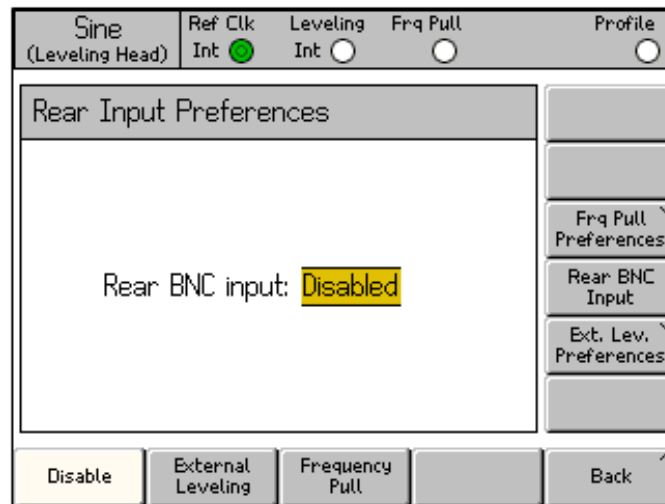 Sine
(Leveling Head)
Ref Clk
Int
Leveling
Int
Frq Pull
Profile
Rear Input Preferences
Rear BNC input: Disabled
Frq Pull
Preferences
Rear BNC
Input
Ext. Lev.
Preferences
Disable
External
Leveling
Frequency
Pull
Back